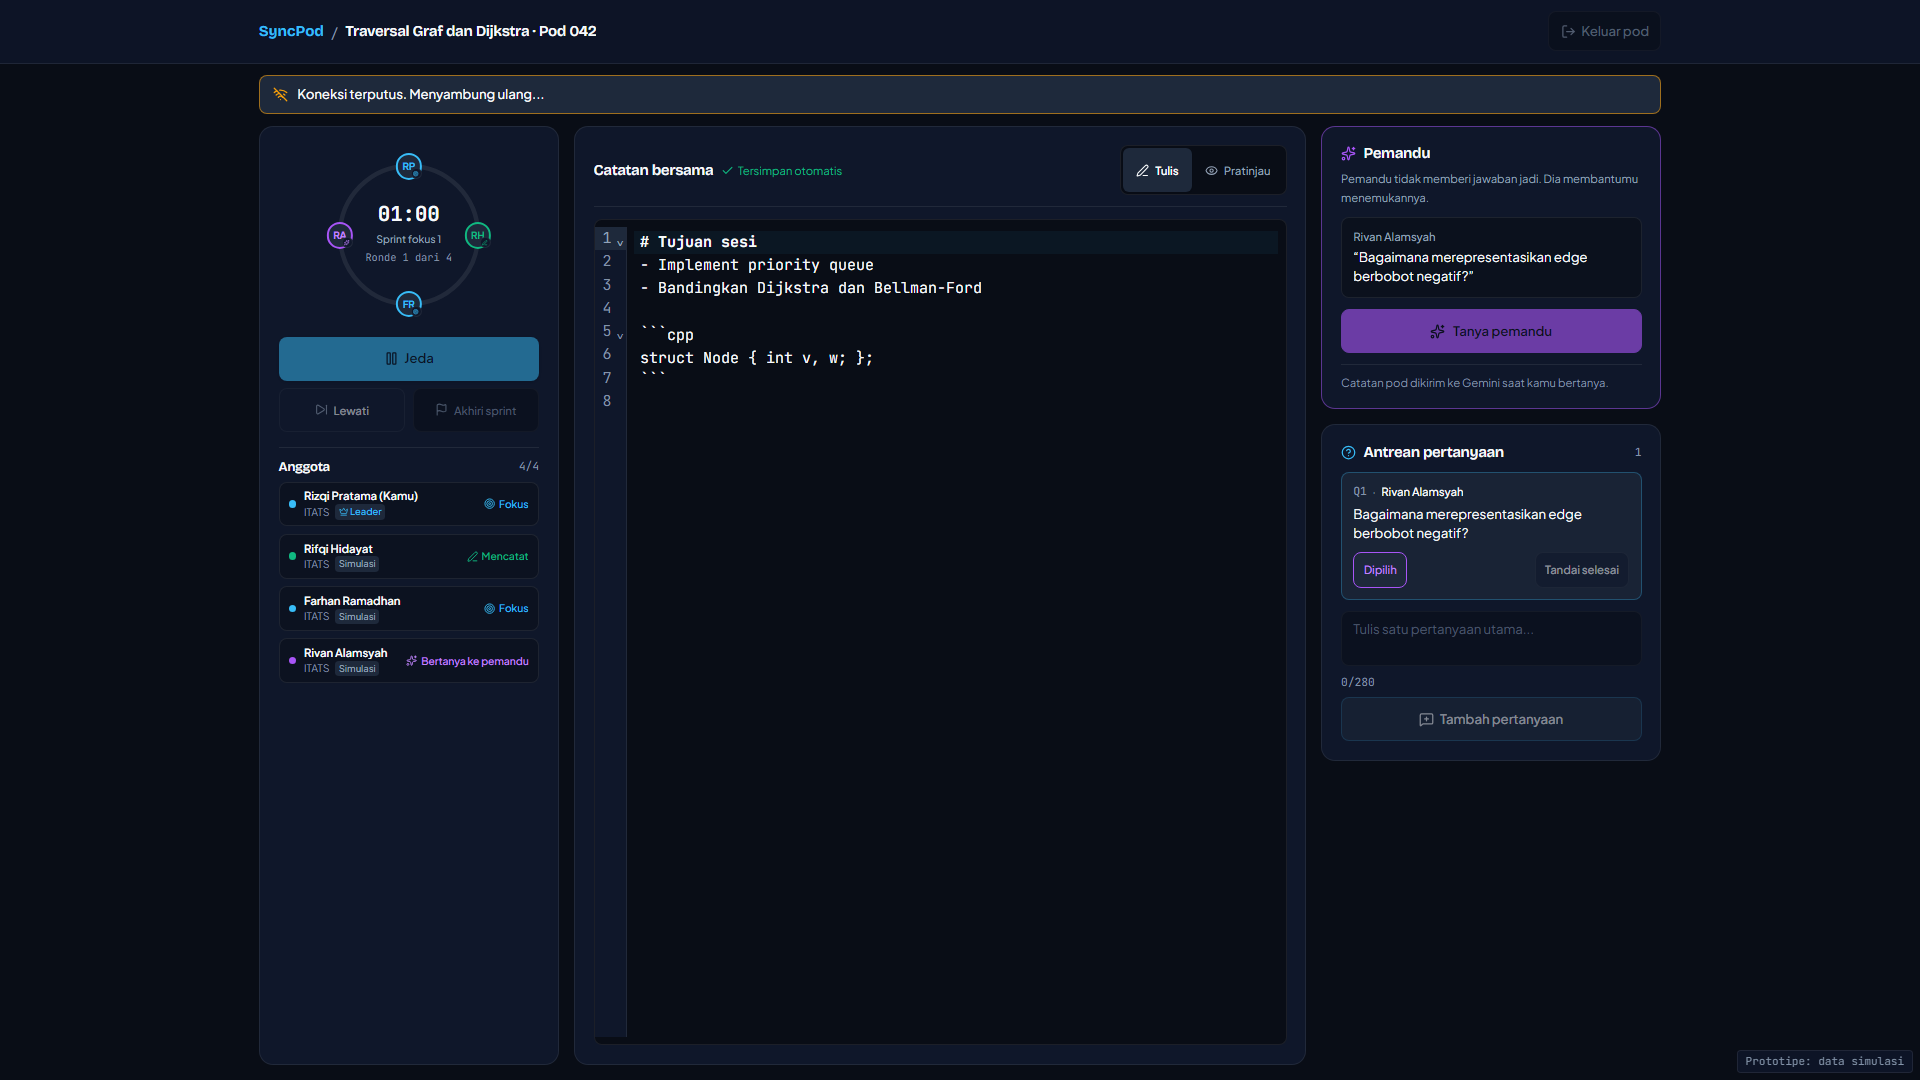 SyncPod / Traversal Graf dan Dijkstra · Pod 042
Keluar pod
Koneksi terputus. Menyambung ulang...
RP
RA
RH
FR
01:00
Sprint fokus 1
Ronde 1 dari 4
Jeda
Lewati
Akhiri sprint
Anggota 4/4
Rizqi Pratama (Kamu)
ITATS Leader
Fokus
Rifqi Hidayat
ITATS Simulasi
Mencatat
Farhan Ramadhan
ITATS Simulasi
Fokus
Rivan Alamsyah
ITATS Simulasi
Bertanya ke pemandu
Catatan bersama Tersimpan otomatis
Tulis
Pratinjau
1 # Tujuan sesi
2 - Implement priority queue
3 - Bandingkan Dijkstra dan Bellman-Ford
4
5 ```cpp
6 struct Node { int v, w; };
7 ```
8
Pemandu
Pemandu tidak memberi jawaban jadi. Dia membantumu
menemukannya.
Rivan Alamsyah
“Bagaimana merepresentasikan edge
berbobot negatif?”
Tanya pemandu
Catatan pod dikirim ke Gemini saat kamu bertanya.
Antrean pertanyaan 1
Q1 · Rivan Alamsyah
Bagaimana merepresentasikan edge
berbobot negatif?
Dipilih
Tandai selesai
Tulis satu pertanyaan utama...
0/280
Tambah pertanyaan
Prototipe: data simulasi